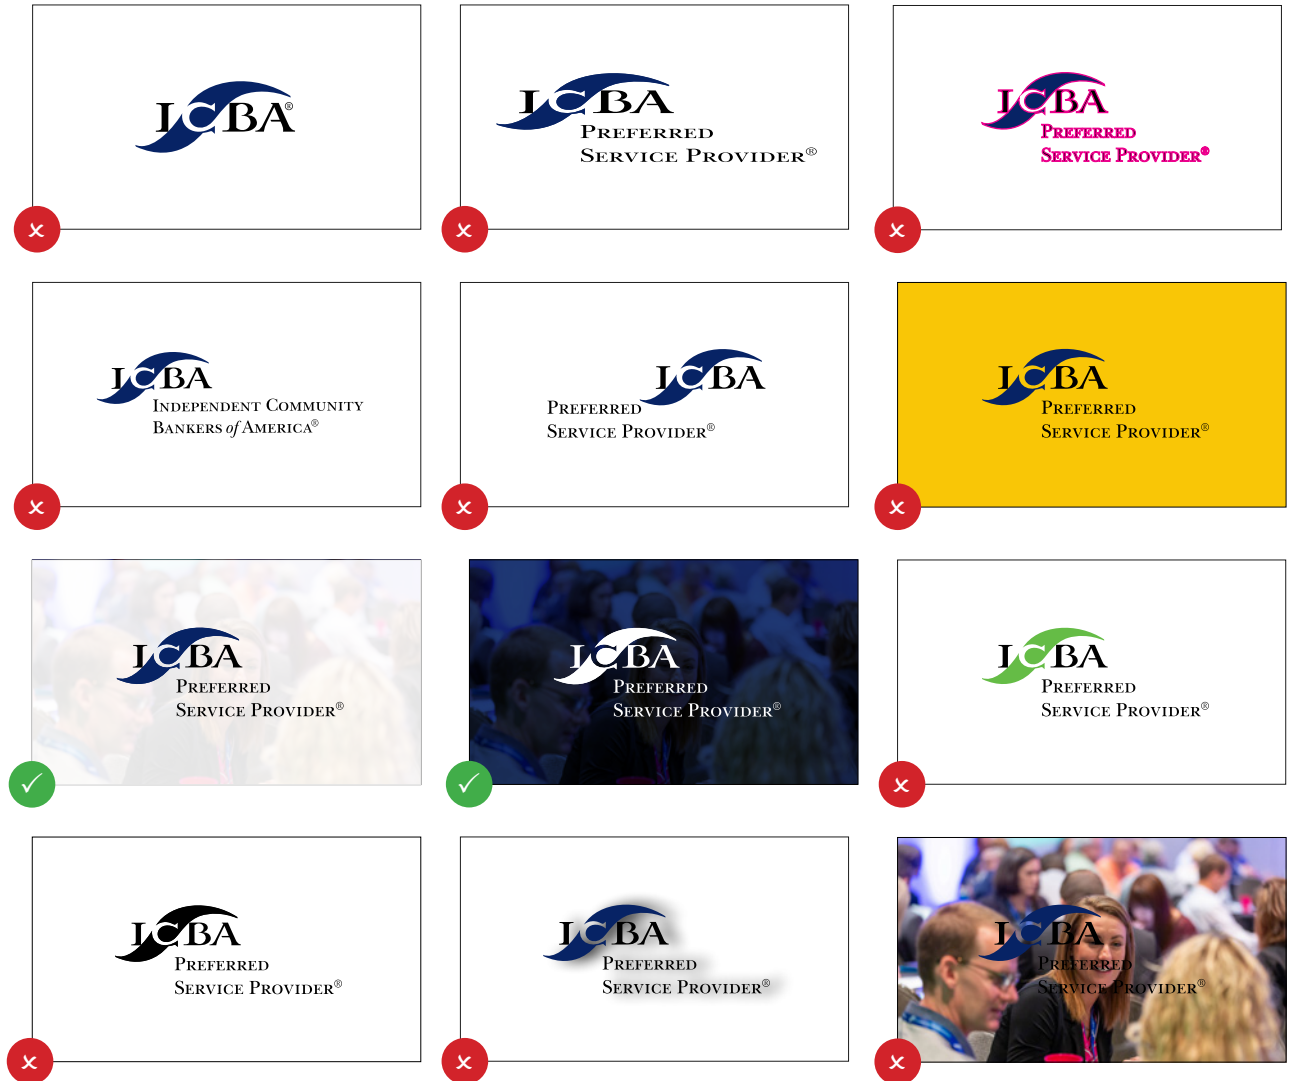 ICBA®
ICBA
PREFERRED
SERVICE PROVIDER®
ICBA
PREFERRED
SERVICE PROVIDER®
ICBA
INDEPENDENT COMMUNITY
BANKERS of AMERICA®
ICBA
PREFERRED
SERVICE PROVIDER®
ICBA
PREFERRED
SERVICE PROVIDER®
ICBA
PREFERRED
SERVICE PROVIDER®
ICBA
PREFERRED
SERVICE PROVIDER®
ICBA
PREFERRED
SERVICE PROVIDER®
ICBA
PREFERRED
SERVICE PROVIDER®
ICBA
PREFERRED
SERVICE PROVIDER®
ICBA
PREFERRED
SERVICE PROVIDER®